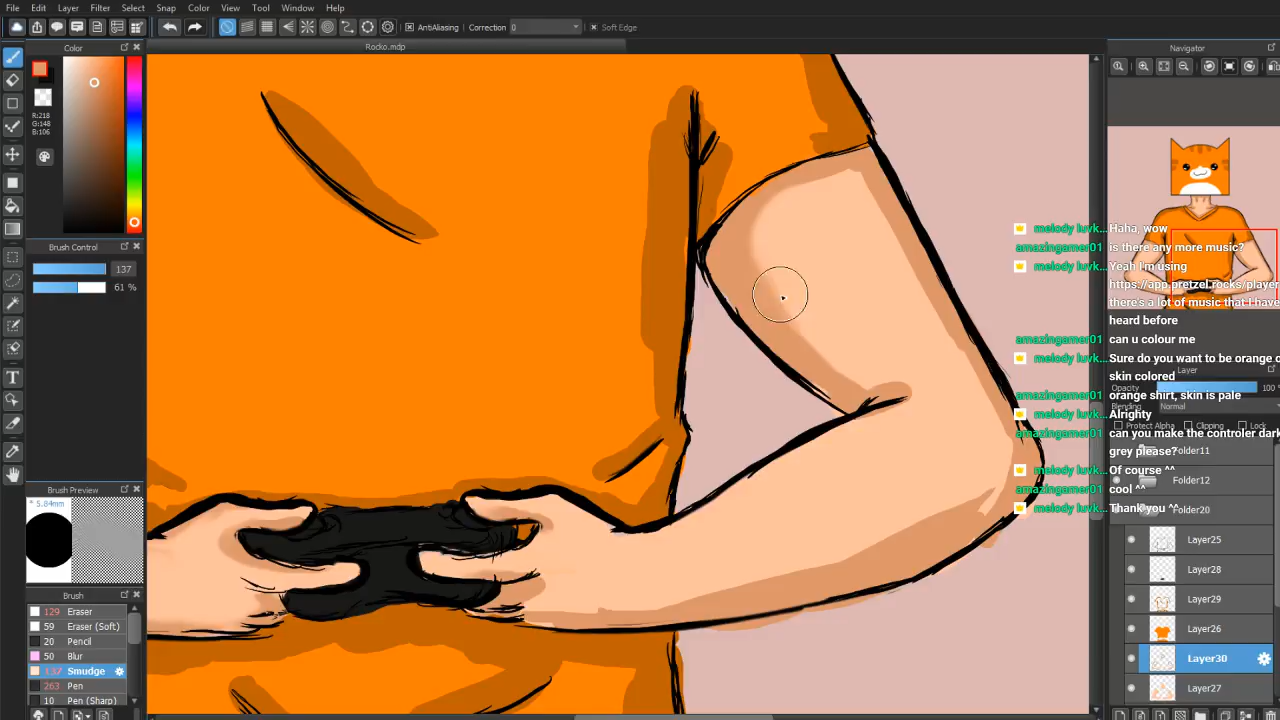 File Edit Layer Filter Select Snap Color View Tool Window Help
AntiAliasing Correction 0 Soft Edge
Color
Rocko.mdp
Navigator
R:218
G:148
B:106
Brush Control
137
61 %
melody luvk... Haha, wow
amazingamer01 is there any more music?
melody luvk... Yeah I'm using
https://app.pretzel.rocks/player
there's a lot of music that I have
heard before
amazingamer01 can u colour me
melody luvk... Sure do you want to be orange o
skin colored
Layer
Opacity 100 %
amazingamer01 orange shirt, skin is pale
Blending Normal
melody luvk... Alrighty
Protect Alpha Clipping Lock
amazingamer01 can you make the controler dark
grey please?
Folder11
melody luvk... Of course ^^
Folder12
amazingamer01 cool ^^
melody luvk... Thank you ^^
Folder20
Layer25
Layer28
Layer29
Layer26
Layer30
Layer27
Brush Preview
* 5.84mm
Brush
129 Eraser
59 Eraser (Soft)
20 Pencil
50 Blur
137 Smudge
263 Pen
10 Pen (Sharp)